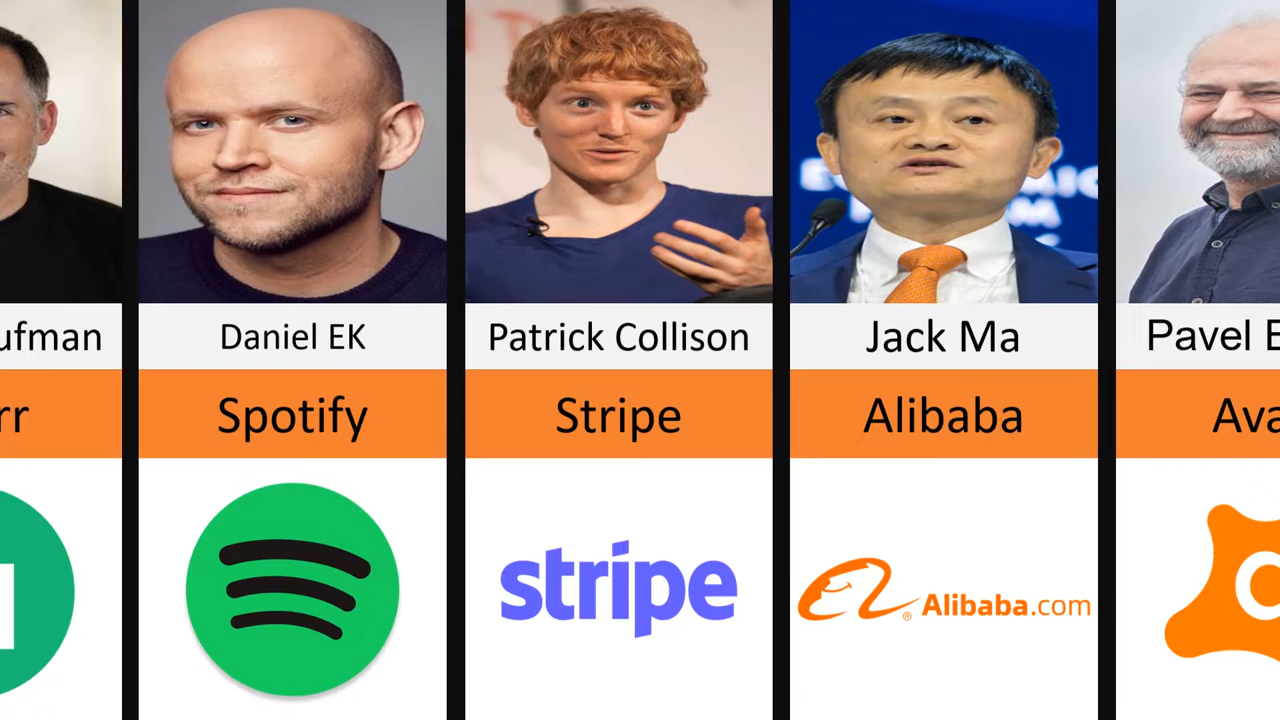 ufman
Daniel EK
Patrick Collison
Jack Ma
Pavel
rr
Spotify
Stripe
Alibaba
Ava
stripe
Alibaba.com